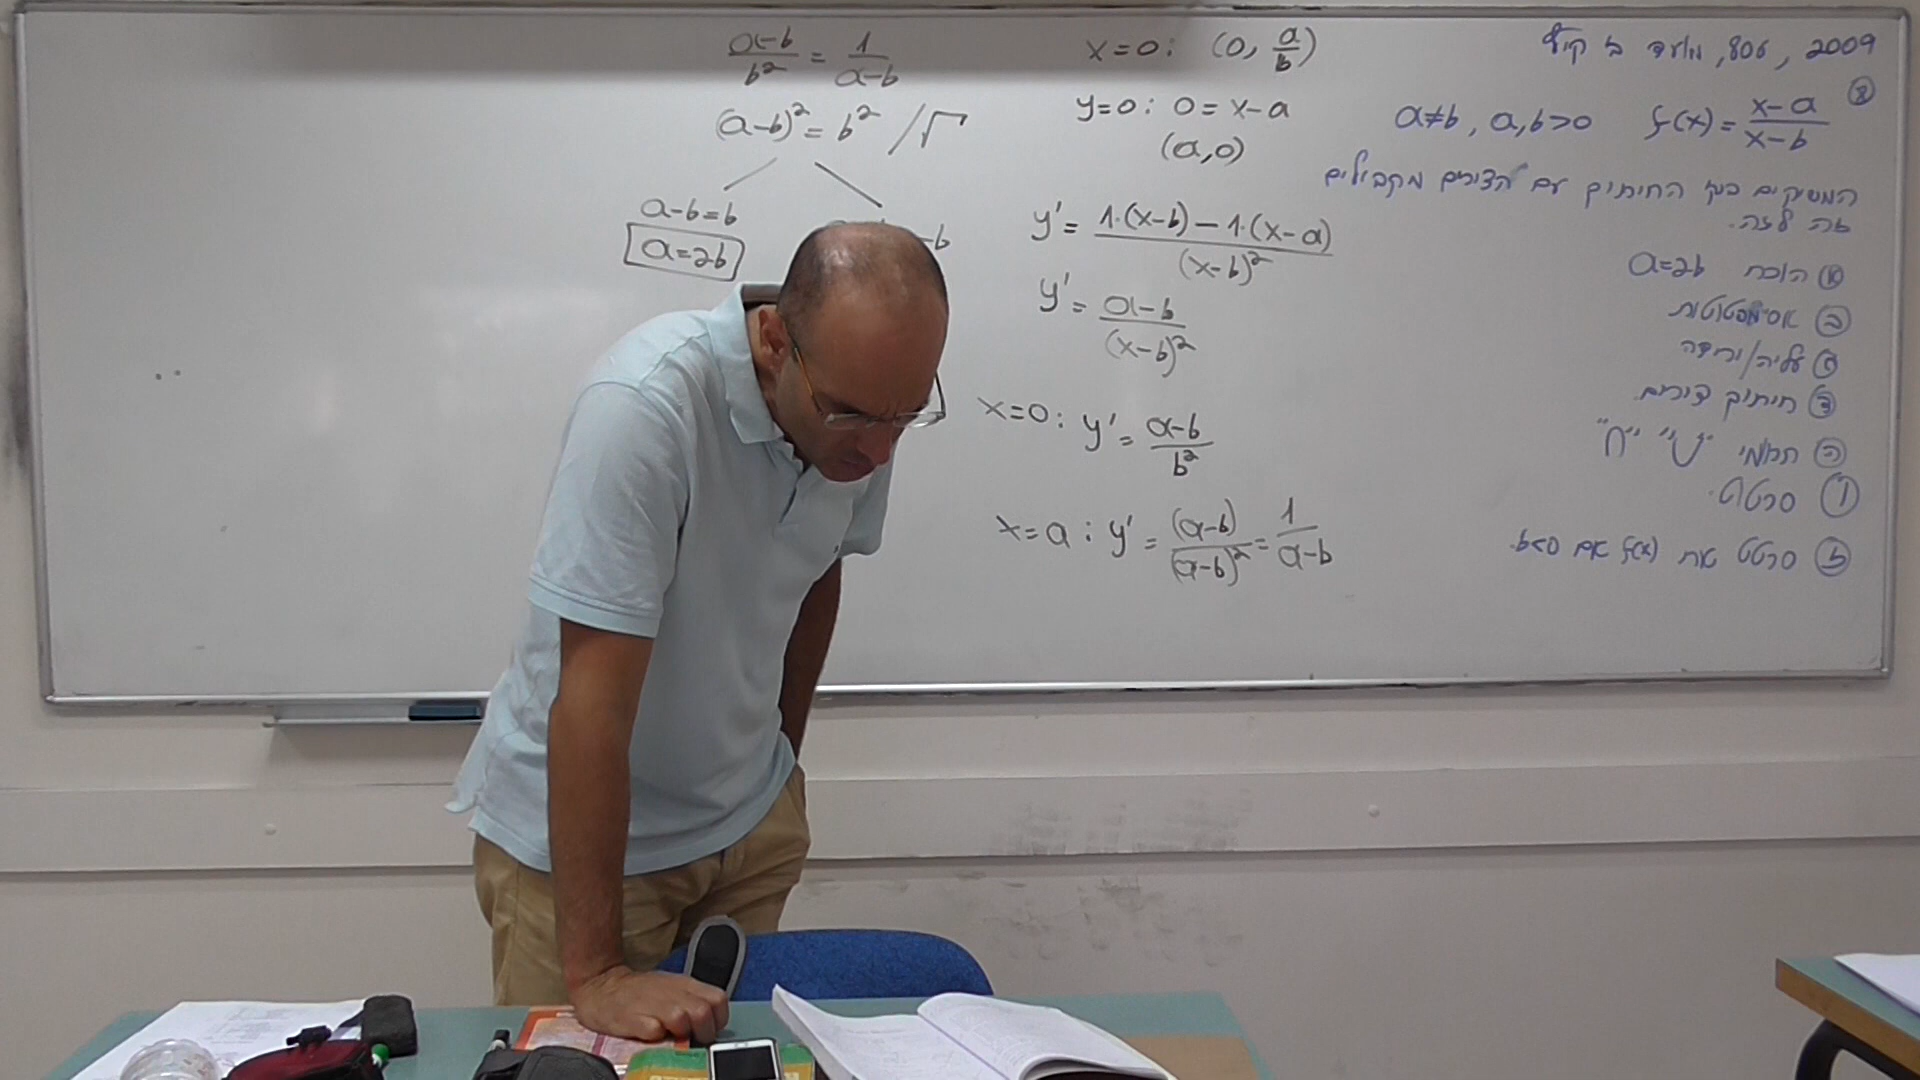 2009, 806, מועד ב קיץ
⑧ f(x) = (x-a)/(x-b) a,b>0 , a≠b
המשיקים בנק' החיתוך עם הצירים מקבילים
זה לזה.
א הוכח a=2b
ב אסימפטוטות
ג עליה/ירידה
ד חיתוך צירים.
ה תחומי "∪" "∩"
ו סרטט.
ז סרטט את f(x) אם b<0.
x=0: (0, a/b)
y=0: 0=x-a
(a,0)
y' = (1·(x-b) - 1·(x-a))/(x-b)²
y' = (a-b)/(x-b)²
x=0: y' = (a-b)/b²
x=a: y' = (a-b)/(a-b)² = 1/(a-b)
(a-b)/b² = 1/(a-b)
(a-b)² = b² /√
a-b=b
a=2b
-b